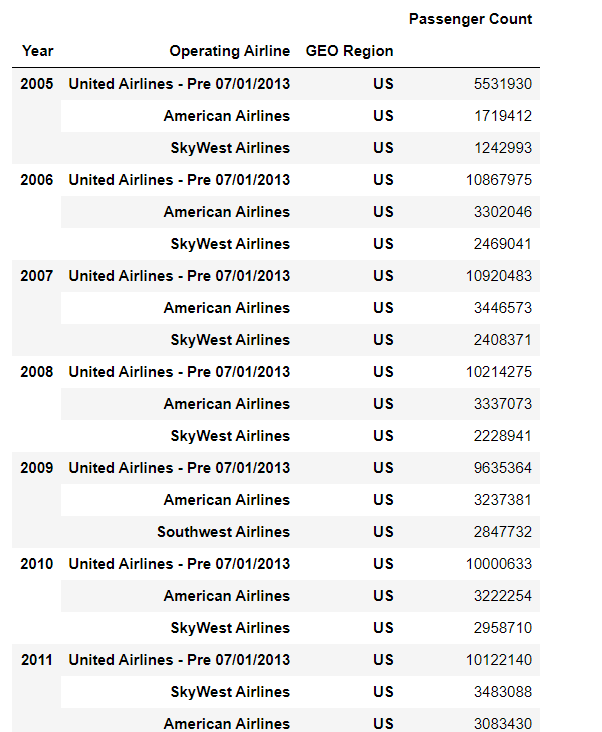 Passenger Count
Year Operating Airline GEO Region
2005 United Airlines - Pre 07/01/2013 US 5531930
American Airlines US 1719412
SkyWest Airlines US 1242993
2006 United Airlines - Pre 07/01/2013 US 10867975
American Airlines US 3302046
SkyWest Airlines US 2469041
2007 United Airlines - Pre 07/01/2013 US 10920483
American Airlines US 3446573
SkyWest Airlines US 2408371
2008 United Airlines - Pre 07/01/2013 US 10214275
American Airlines US 3337073
SkyWest Airlines US 2228941
2009 United Airlines - Pre 07/01/2013 US 9635364
American Airlines US 3237381
Southwest Airlines US 2847732
2010 United Airlines - Pre 07/01/2013 US 10000633
American Airlines US 3222254
SkyWest Airlines US 2958710
2011 United Airlines - Pre 07/01/2013 US 10122140
SkyWest Airlines US 3483088
American Airlines US 3083430